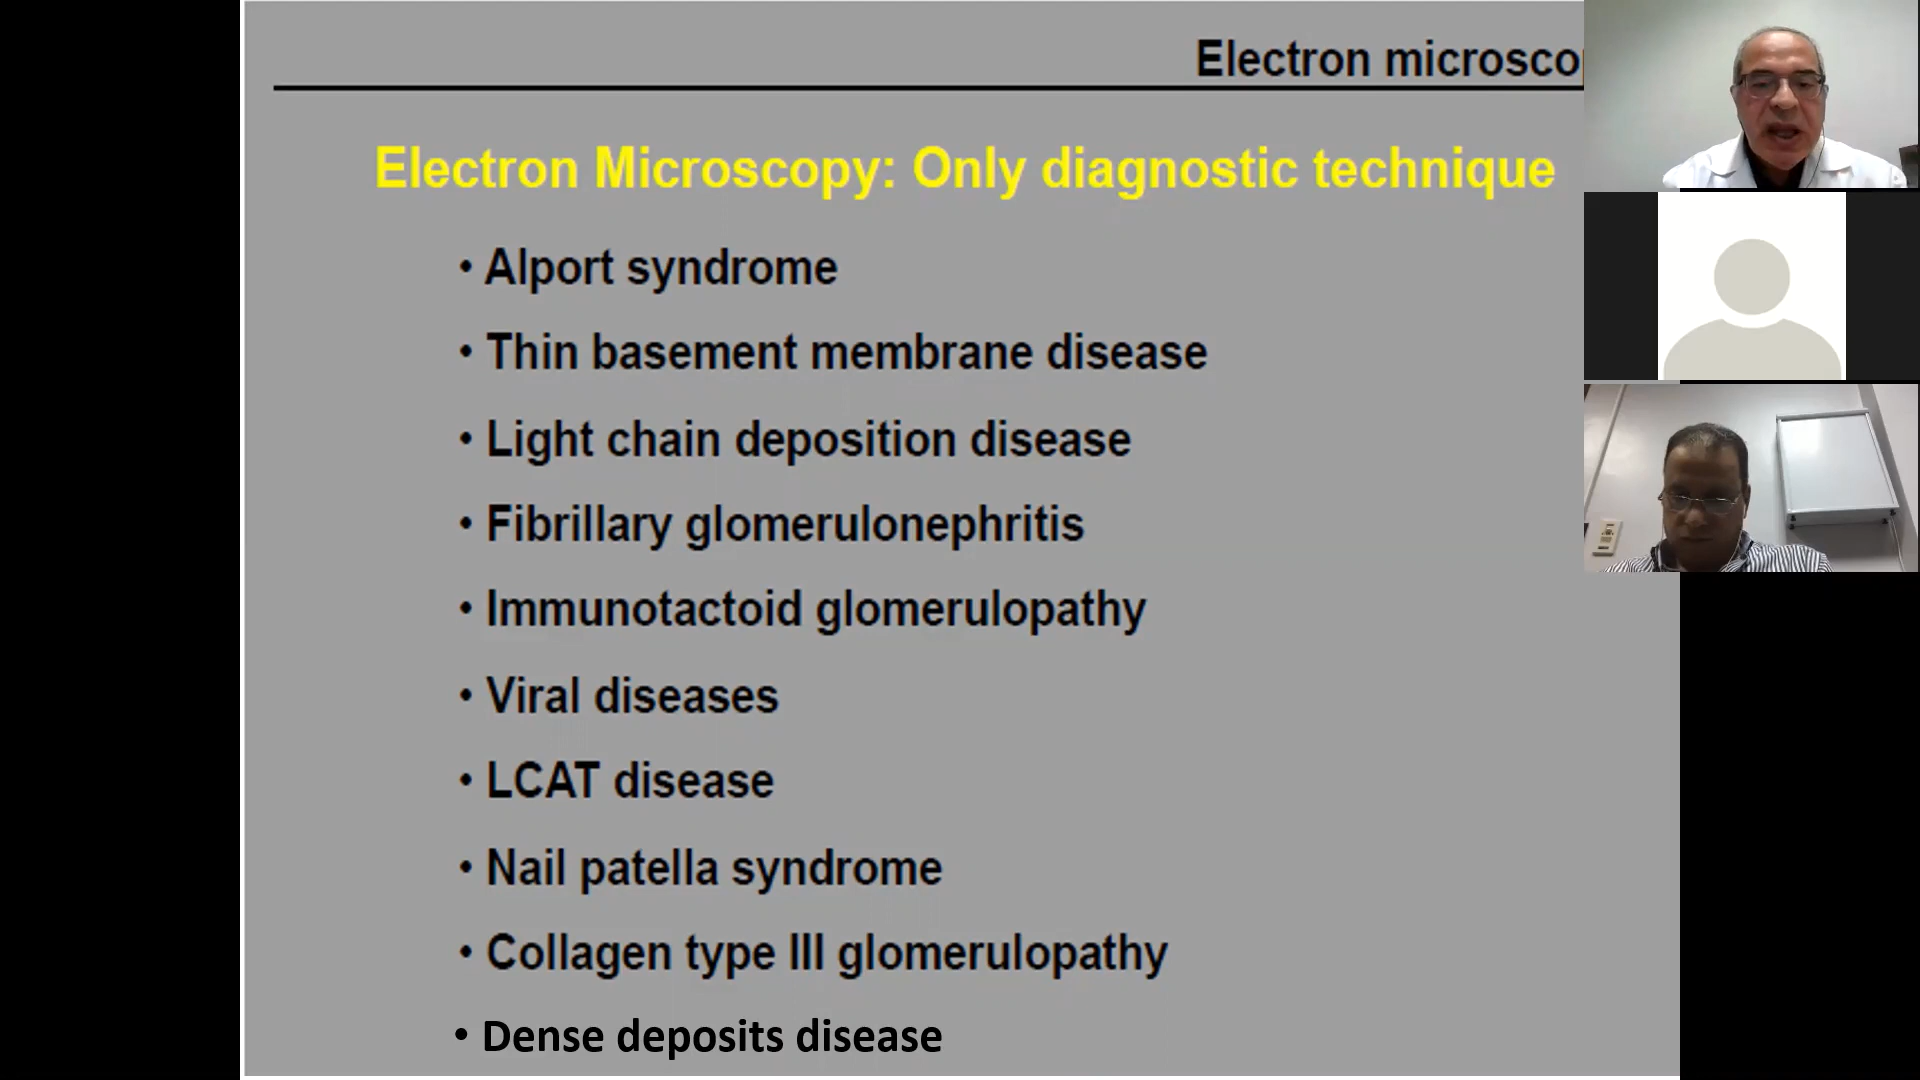 Electron microsco
Electron Microscopy: Only diagnostic technique
• Alport syndrome
• Thin basement membrane disease
• Light chain deposition disease
• Fibrillary glomerulonephritis
• Immunotactoid glomerulopathy
• Viral diseases
• LCAT disease
• Nail patella syndrome
• Collagen type III glomerulopathy
• Dense deposits disease